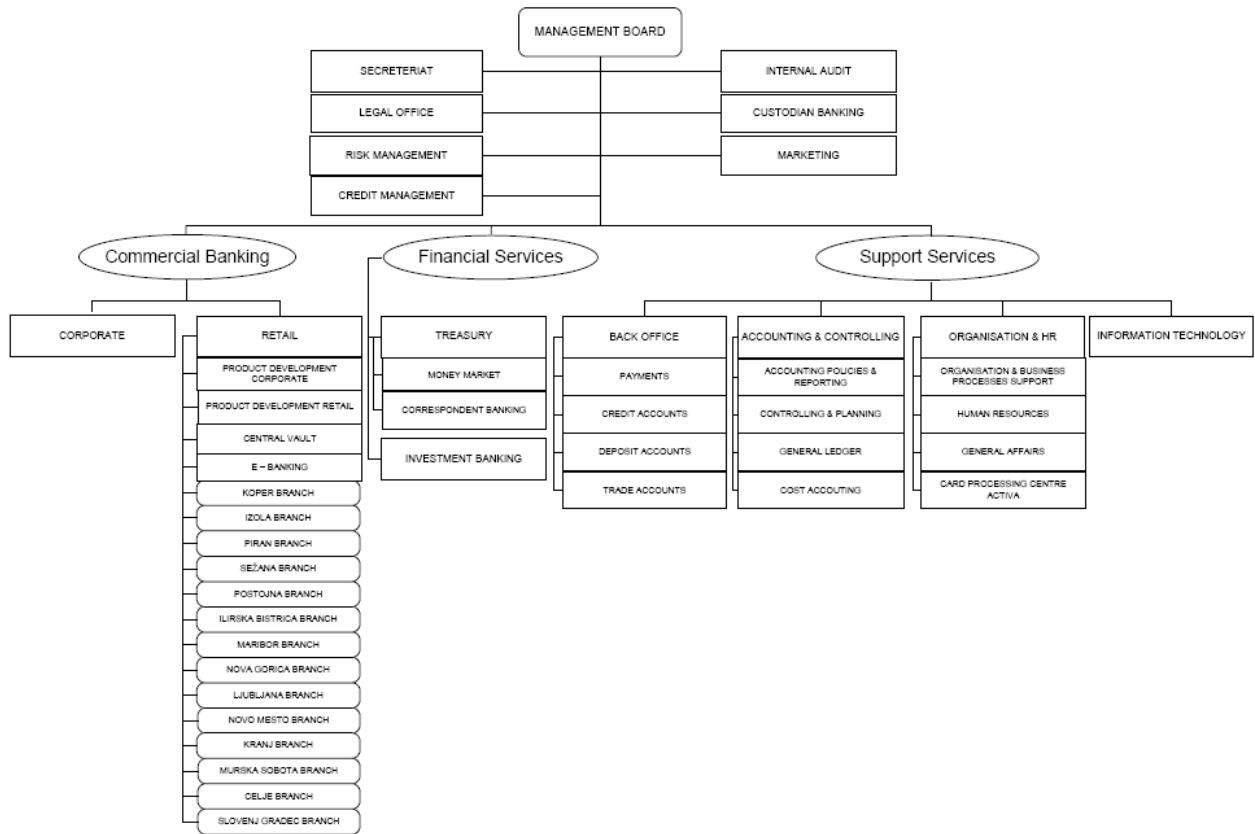 MANAGEMENT BOARD
SECRETERIAT
INTERNAL AUDIT
LEGAL OFFICE
CUSTODIAN BANKING
RISK MANAGEMENT
MARKETING
CREDIT MANAGEMENT
Commercial Banking
Financial Services
Support Services
CORPORATE
RETAIL
PRODUCT DEVELOPMENT
CORPORATE
PRODUCT DEVELOPMENT RETAIL
CENTRAL VAULT
E – BANKING
KOPER BRANCH
IZOLA BRANCH
PIRAN BRANCH
SEŽANA BRANCH
POSTOJNA BRANCH
ILIRSKA BISTRICA BRANCH
MARIBOR BRANCH
NOVA GORICA BRANCH
LJUBLJANA BRANCH
NOVO MESTO BRANCH
KRANJ BRANCH
MURSKA SOBOTA BRANCH
CELJE BRANCH
SLOVENJ GRADEC BRANCH
TREASURY
MONEY MARKET
CORRESPONDENT BANKING
INVESTMENT BANKING
BACK OFFICE
PAYMENTS
CREDIT ACCOUNTS
DEPOSIT ACCOUNTS
TRADE ACCOUNTS
ACCOUNTING & CONTROLLING
ACCOUNTING POLICIES &
REPORTING
CONTROLLING & PLANNING
GENERAL LEDGER
COST ACCOUTING
ORGANISATION & HR
ORGANISATION & BUSINESS
PROCESSES SUPPORT
HUMAN RESOURCES
GENERAL AFFAIRS
CARD PROCESSING CENTRE
ACTIVA
INFORMATION TECHNOLOGY